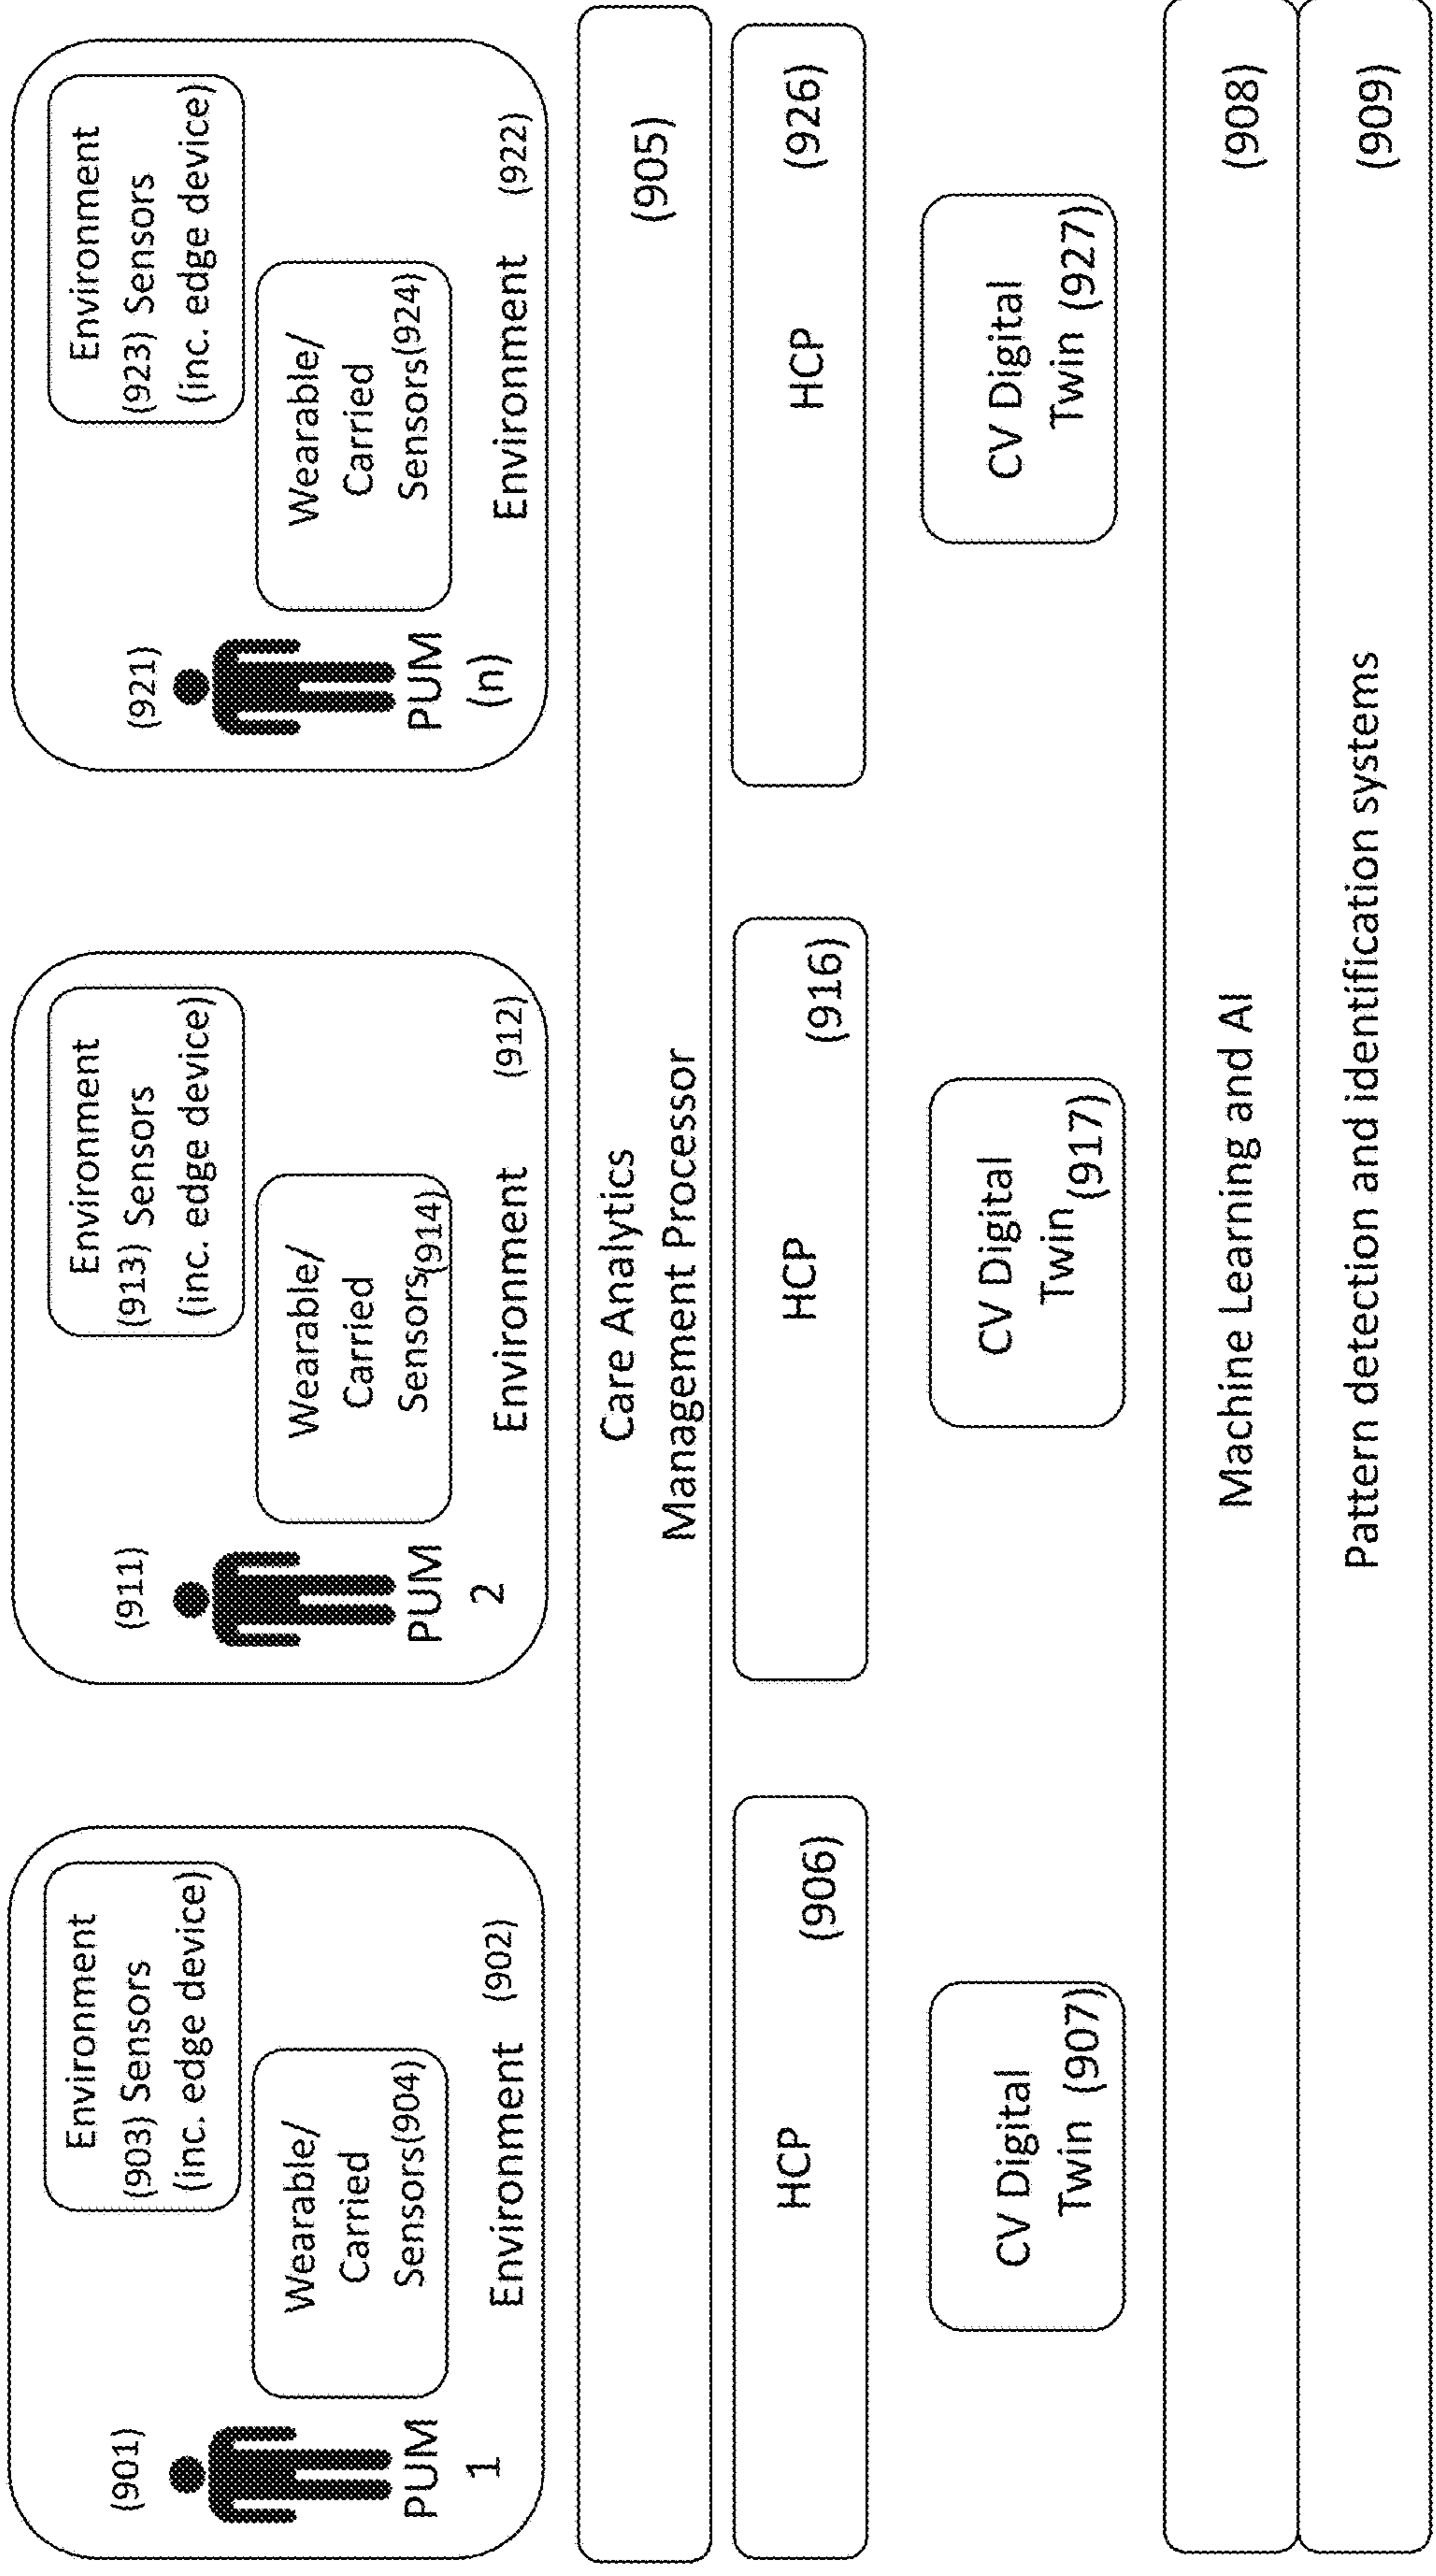 (901)
PUM
1
Environment
(903) Sensors
(inc. edge device)
Wearable/
Carried
Sensors(904)
Environment (902)
(911)
PUM
2
Environment
(913) Sensors
(inc. edge device)
Wearable/
Carried
Sensors(914)
Environment (912)
(921)
PUM
(n)
Environment
(923) Sensors
(inc. edge device)
Wearable/
Carried
Sensors(924)
Environment (922)
Care Analytics
Management Processor
(905)
HCP (906)
HCP (916)
HCP (926)
CV Digital
Twin (907)
CV Digital
Twin (917)
CV Digital
Twin (927)
Machine Learning and AI (908)
Pattern detection and identification systems (909)